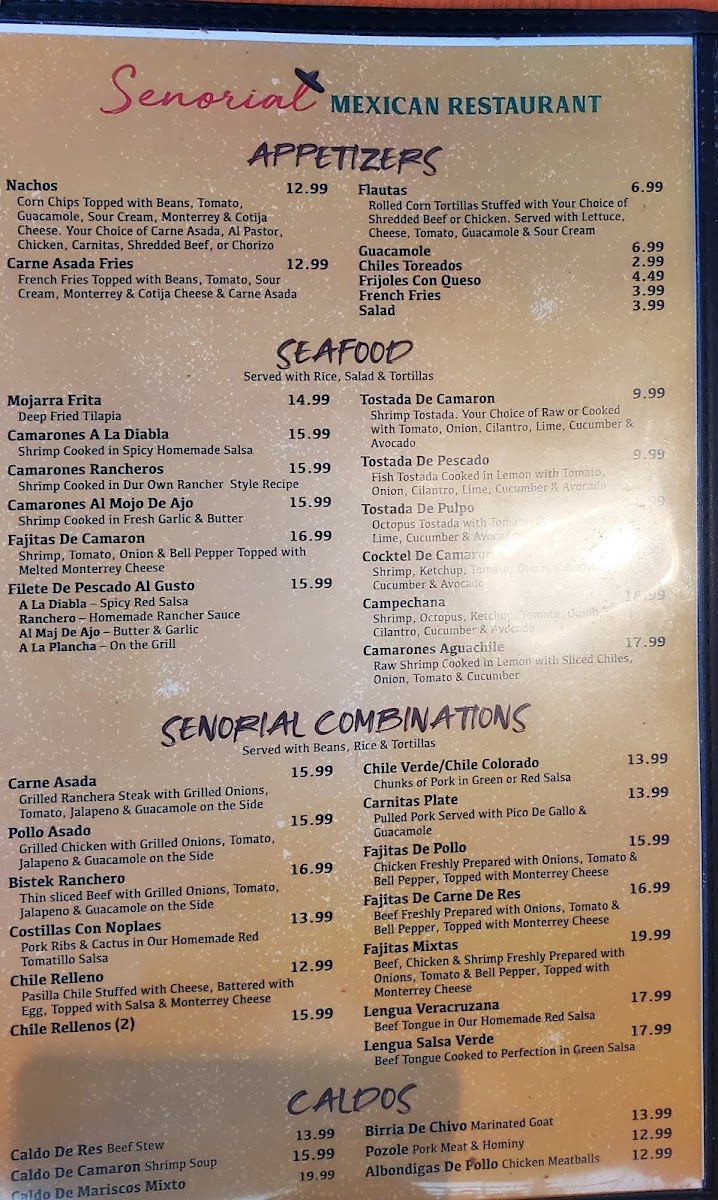 Senorial MEXICAN RESTAURANT
APPETIZERS
Nachos 12.99
Corn Chips Topped with Beans, Tomato,
Guacamole, Sour Cream, Monterrey & Cotija
Cheese. Your Choice of Carne Asada, Al Pastor,
Chicken, Carnitas, Shredded Beef, or Chorizo
Carne Asada Fries 12.99
French Fries Topped with Beans, Tomato, Sour
Cream, Monterrey & Cotija Cheese & Carne Asada
Flautas 6.99
Rolled Corn Tortillas Stuffed with Your Choice of
Shredded Beef or Chicken. Served with Lettuce,
Cheese, Tomato, Guacamole & Sour Cream
Guacamole 6.99
Chiles Toreados 2.99
Frijoles Con Queso 4.49
French Fries 3.99
Salad 3.99
SEAFOOD
Served with Rice, Salad & Tortillas
Mojarra Frita 14.99
Deep Fried Tilapia
Camarones A La Diabla 15.99
Shrimp Cooked in Spicy Homemade Salsa
Camarones Rancheros 15.99
Shrimp Cooked in Dur Own Rancher Style Recipe
Camarones Al Mojo De Ajo 15.99
Shrimp Cooked in Fresh Garlic & Butter
Fajitas De Camaron 16.99
Shrimp, Tomato, Onion & Bell Pepper Topped with
Melted Monterrey Cheese
Filete De Pescado Al Gusto 15.99
A La Diabla – Spicy Red Salsa
Ranchero – Homemade Rancher Sauce
Al Maj De Ajo – Butter & Garlic
A La Plancha – On the Grill
Tostada De Camaron 9.99
Shrimp Tostada. Your Choice of Raw or Cooked
with Tomato, Onion, Cilantro, Lime, Cucumber &
Avocado
Tostada De Pescado 9.99
Fish Tostada Cooked in Lemon with Tomato,
Onion, Cilantro, Lime, Cucumber & Avocado
Tostada De Pulpo
Octopus Tostada with Tomato,
Lime, Cucumber & Avocado
Cocktel De Camaron
Shrimp, Ketchup, Tomato,
Cucumber & Avocado
Campechana
Shrimp, Octopus, Ketchup, Tomato, Onion,
Cilantro, Cucumber & Avocado
Camarones Aguachile 17.99
Raw Shrimp Cooked in Lemon with Sliced Chiles,
Onion, Tomato & Cucumber
SENORIAL COMBINATIONS
Served with Beans, Rice & Tortillas
Carne Asada 15.99
Grilled Ranchera Steak with Grilled Onions,
Tomato, Jalapeno & Guacamole on the Side
Pollo Asado 15.99
Grilled Chicken with Grilled Onions, Tomato,
Jalapeno & Guacamole on the Side
Bistek Ranchero 16.99
Thin sliced Beef with Grilled Onions, Tomato,
Jalapeno & Guacamole on the Side
Costillas Con Noplaes 13.99
Pork Ribs & Cactus in Our Homemade Red
Tomatillo Salsa
Chile Relleno 12.99
Pasilla Chile Stuffed with Cheese, Battered with
Egg, Topped with Salsa & Monterrey Cheese
Chile Rellenos (2) 15.99
Chile Verde/Chile Colorado 13.99
Chunks of Pork in Green or Red Salsa
Carnitas Plate 13.99
Pulled Pork Served with Pico De Gallo &
Guacamole
Fajitas De Pollo 15.99
Chicken Freshly Prepared with Onions, Tomato &
Bell Pepper, Topped with Monterrey Cheese
Fajitas De Carne De Res 16.99
Beef Freshly Prepared with Onions, Tomato &
Bell Pepper, Topped with Monterrey Cheese
Fajitas Mixtas 19.99
Beef, Chicken & Shrimp Freshly Prepared with
Onions, Tomato & Bell Pepper, Topped with
Monterrey Cheese
Lengua Veracruzana 17.99
Beef Tongue in Our Homemade Red Salsa
Lengua Salsa Verde 17.99
Beef Tongue Cooked to Perfection in Green Salsa
CALDOS
Caldo De Res Beef Stew 13.99
Caldo De Camaron Shrimp Soup 15.99
Caldo De Mariscos Mixto 19.99
Birria De Chivo Marinated Goat 13.99
Pozole Pork Meat & Hominy 12.99
Albondigas De Pollo Chicken Meatballs 12.99